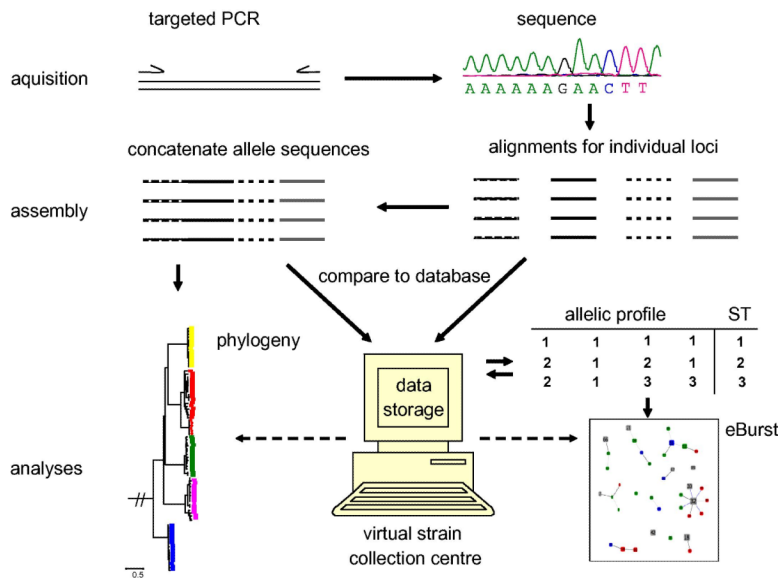 targeted PCR
sequence
aquisition
A A A A A A G A A C T T
concatenate allele sequences
alignments for individual loci
assembly
compare to database
allelic profile ST
1 1 1 1 1
2 1 2 1 2
2 1 3 3 3
phylogeny
data
storage
eBurst
analyses
virtual strain
collection centre
0.5